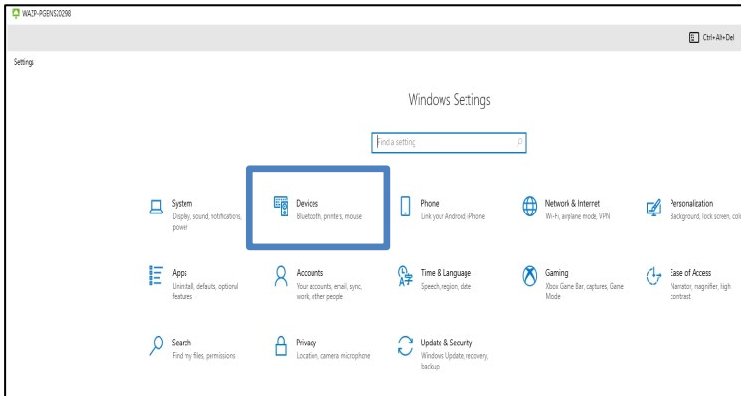 WAZP-PGENS20298
Ctrl+Alt+Del
Settings
Windows Settings
Find a setting
System
Display, sound, notifications,
power
Devices
Bluetooth, printers, mouse
Phone
Link your Android, iPhone
Network & Internet
Wi-Fi, airplane mode, VPN
Personalization
Background, lock screen, col
Apps
Uninstall, defaults, optional
features
Accounts
Your accounts, email, sync,
work, other people
Time & Language
Speech, region, date
Gaming
Xbox Game Bar, captures, Game
Mode
Ease of Access
Narrator, magnifier, high
contrast
Search
Find my files, permissions
Privacy
Location, camera microphone
Update & Security
Windows Update, recovery,
backup